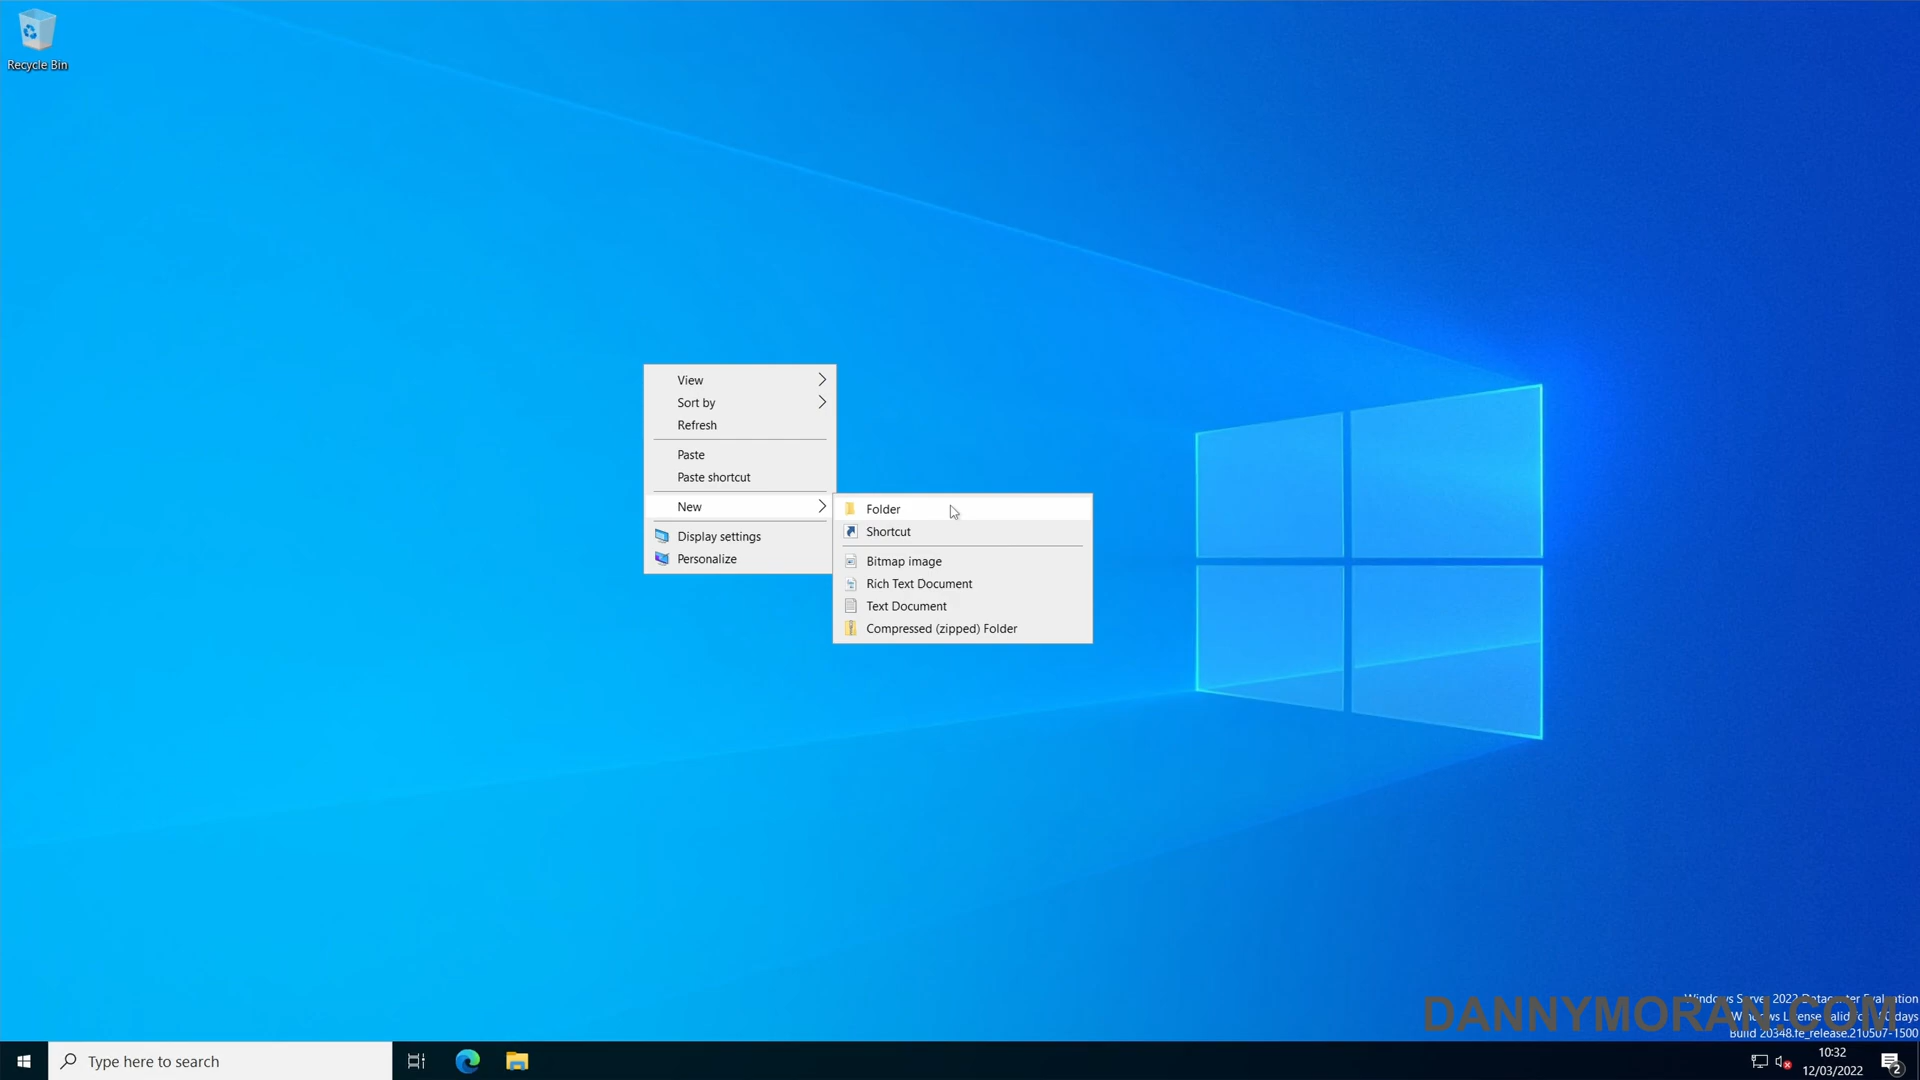 Recycle Bin
View
Sort by
Refresh
Paste
Paste shortcut
New
Display settings
Personalize
Folder
Shortcut
Bitmap image
Rich Text Document
Text Document
Compressed (zipped) Folder
Windows Server 2022 Datacenter Evaluation
Windows License valid for days
Build 20348.fe_release.210507-1500
DANNYMORAN.COM
Type here to search
10:32
12/03/2022
2